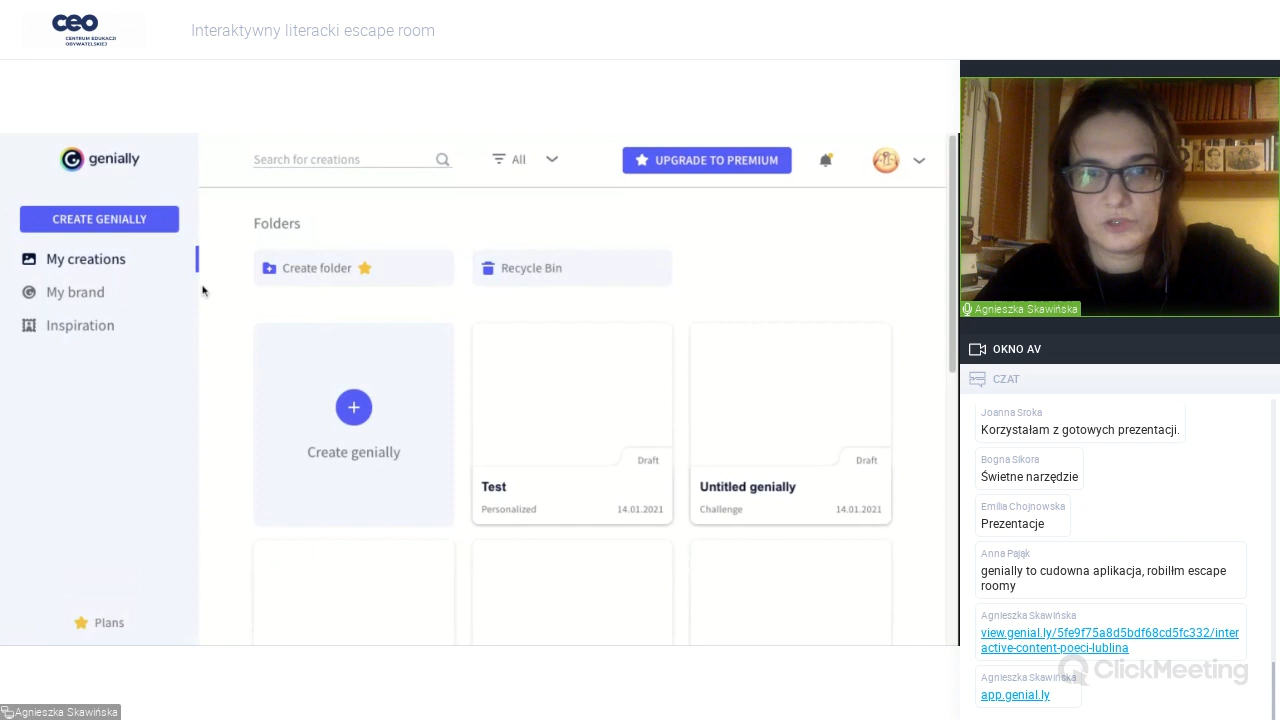 ceo
CENTRUM EDUKACJI
OBYWATELSKIEJ
Interaktywny literacki escape room
genially
Search for creations
All
UPGRADE TO PREMIUM
CREATE GENIALLY
My creations
My brand
Inspiration
Plans
Folders
Create folder
Recycle Bin
Create genially
Draft
Test
Personalized
14.01.2021
Draft
Untitled genially
Challenge
14.01.2021
Agnieszka Skawińska
Agnieszka Skawińska
OKNO AV
CZAT
Joanna Sroka
Korzystałam z gotowych prezentacji.
Bogna Sikora
Świetne narzędzie
Emilia Chojnowska
Prezentacje
Anna Pająk
genially to cudowna aplikacja, robiłłm escape
roomy
Agnieszka Skawińska
view.genial.ly/5fe9f75a8d5bdf68cd5fc332/inter
active-content-poeci-lublina
Agnieszka Skawińska
app.genial.ly
ClickMeeting